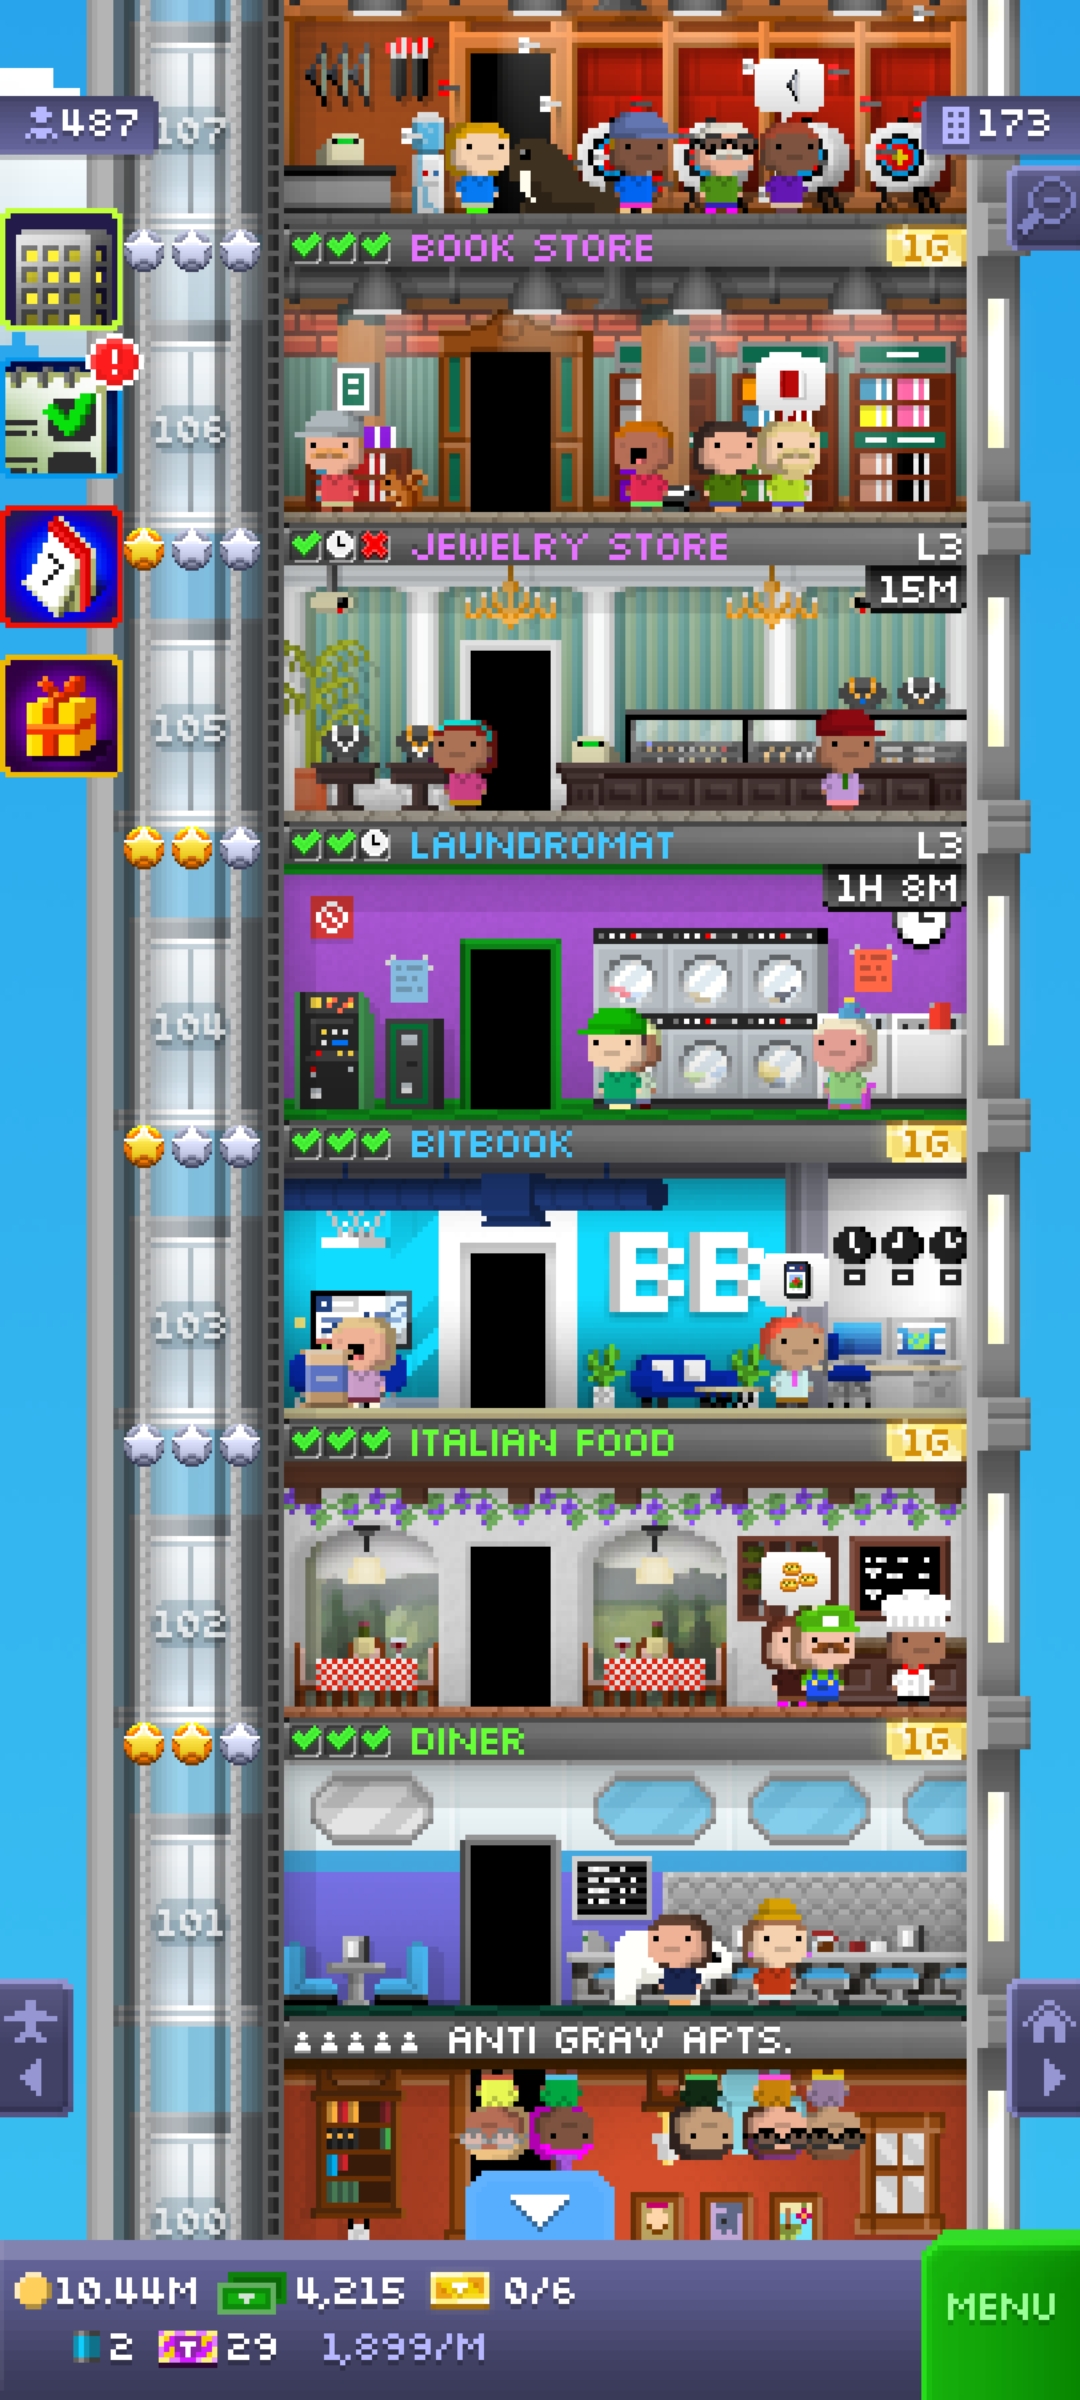 487
107
173
BOOK STORE
1G
106
JEWELRY STORE
L3
15M
105
LAUNDROMAT
L3
1H 8M
104
BITBOOK
1G
BB
103
ITALIAN FOOD
1G
102
DINER
1G
101
ANTI GRAV APTS.
100
10.44M
4,215
0/6
MENU
2
29
1,899/M